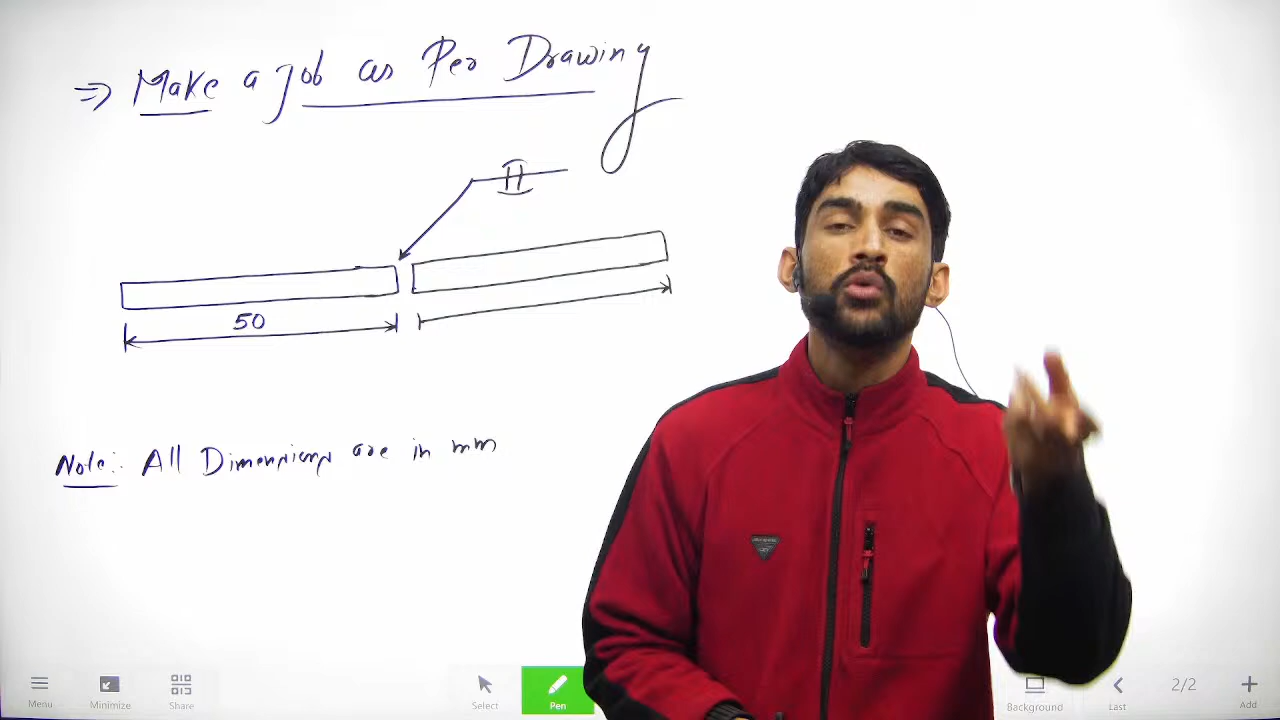 ⇒ Make a job as Per Drawing
50
Note:- All Dimensions are in mm
Menu
Minimize
Share
Select
Pen
Background
Last
2/2
Add